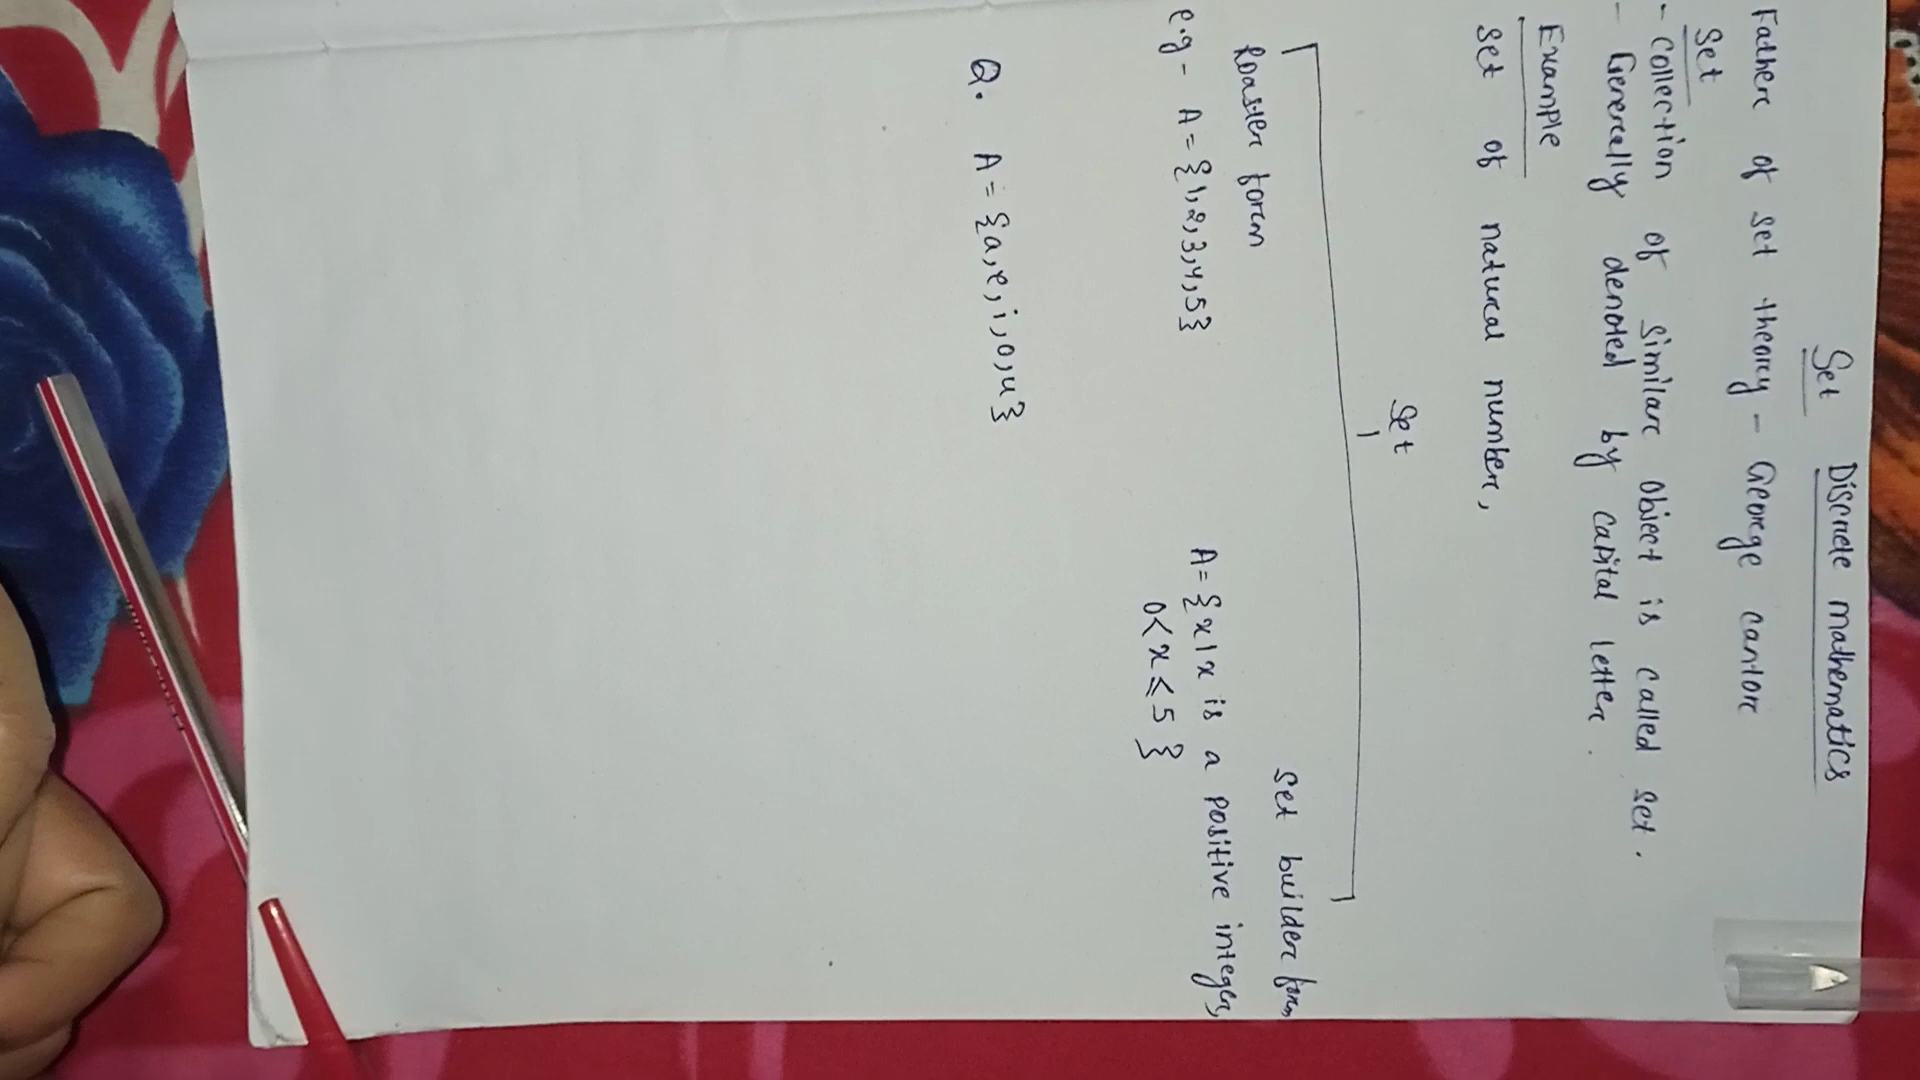 Set Discrete mathematics
Father of set theory - George cantor
Set
- Collection of similar object is called set.
- Generally denoted by capital letter.
Example
Set of natural number,
Set
Roaster form Set builder form
e.g - A = {1,2,3,4,5} A = {x | x is a positive integer,
0 < x ≤ 5 }
Q. A = {a,e,i,o,u}